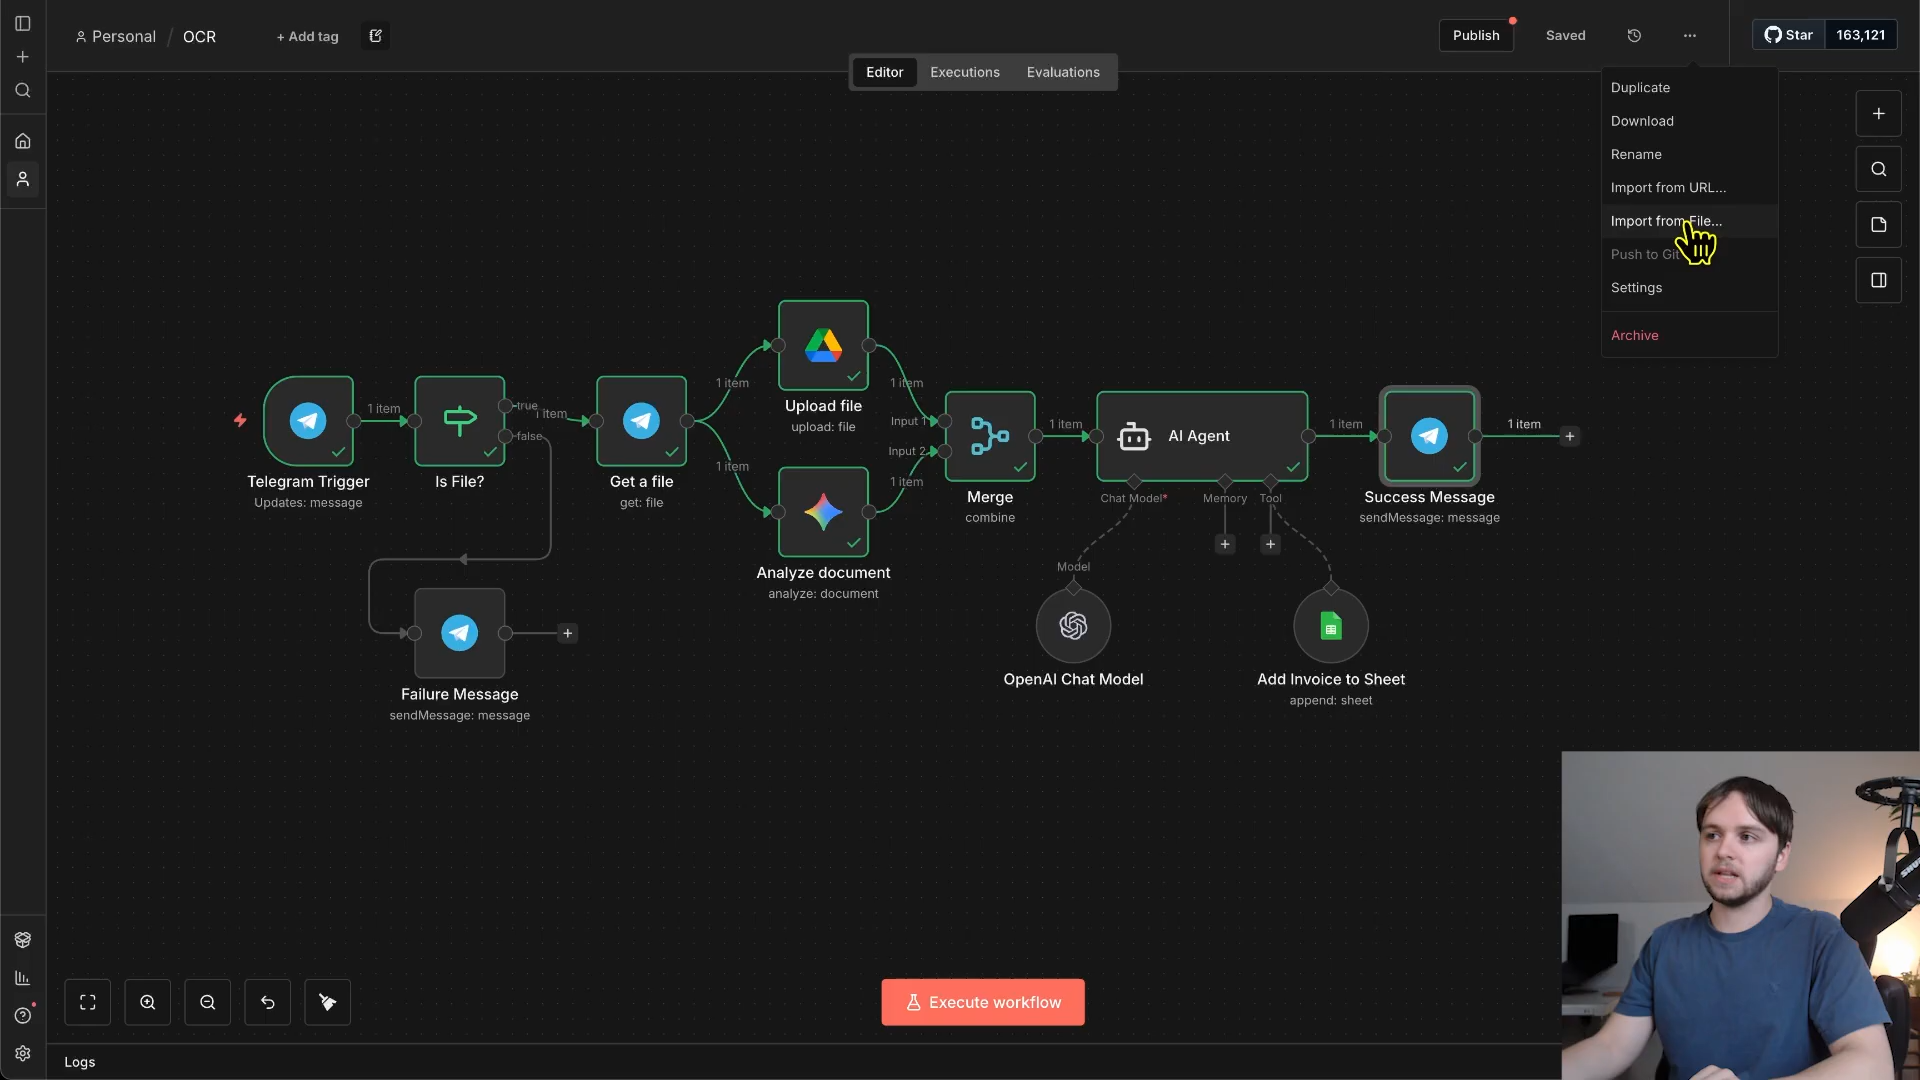 Personal / OCR + Add tag
Publish Saved ... Star 163,121
Editor Executions Evaluations
Duplicate
Download
Rename
Import from URL...
Import from File...
Push to Git
Settings
Archive
1 item
true
false
1 item
1 item
1 item
1 item
1 item
Input 1
Input 2
1 item
1 item
1 item
Upload file
upload: file
Telegram Trigger
Updates: message
Is File?
Get a file
get: file
AI Agent
Merge
combine
Chat Model*
Memory
Tool
Success Message
sendMessage: message
Analyze document
analyze: document
Model
Failure Message
sendMessage: message
OpenAI Chat Model
Add Invoice to Sheet
append: sheet
Execute workflow
Logs